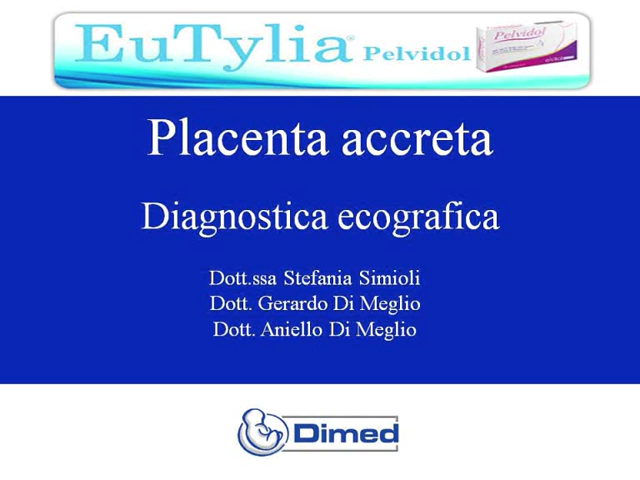 EuTylia® Pelvidol
Pelvidol
Placenta accreta
Diagnostica ecografica
Dott.ssa Stefania Simioli
Dott. Gerardo Di Meglio
Dott. Aniello Di Meglio
Dimed